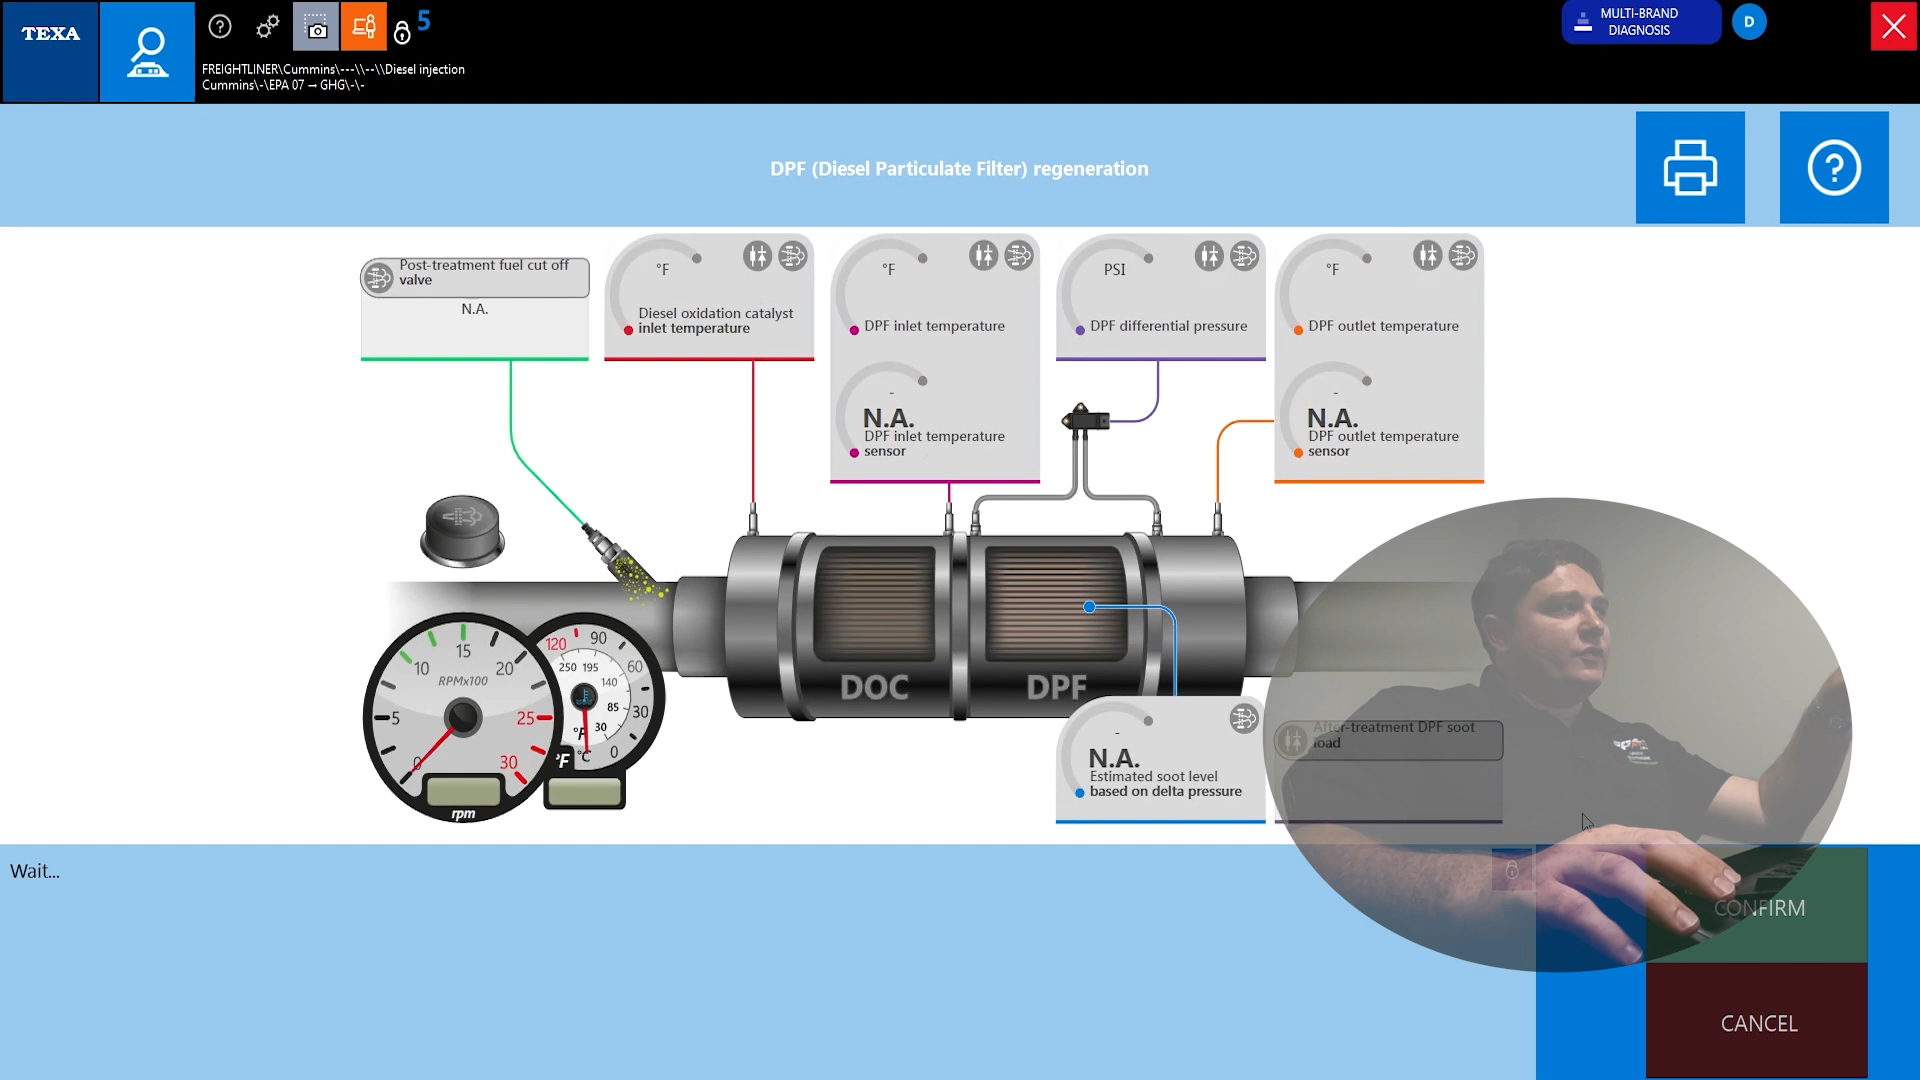 TEXA
5
MULTI-BRAND
DIAGNOSIS
D
FREIGHTLINER\Cummins\---\\--\\Diesel injection
Cummins\-\EPA 07 → GHG\-\-
DPF (Diesel Particulate Filter) regeneration
?
Post-treatment fuel cut off
valve
N.A.
°F
Diesel oxidation catalyst
inlet temperature
°F
DPF inlet temperature
-
N.A.
DPF inlet temperature
sensor
PSI
DPF differential pressure
°F
DPF outlet temperature
-
N.A.
DPF outlet temperature
sensor
DOC
DPF
0
5
10
15
20
25
30
RPMx100
rpm
120
90
60
30
0
250
195
140
85
30
°F
°C
°F
-
N.A.
Estimated soot level
based on delta pressure
After-treatment DPF soot
load
Wait...
CONFIRM
CANCEL